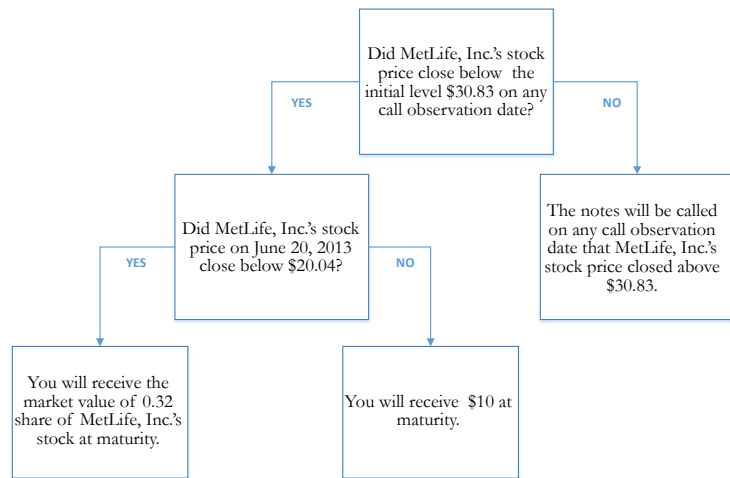 Did MetLife, Inc.'s stock
price close below the
initial level $30.83 on any
call observation date?
YES
NO
Did MetLife, Inc.'s stock
price on June 20, 2013
close below $20.04?
The notes will be called
on any call observation
date that MetLife, Inc.'s
stock price closed above
$30.83.
YES
NO
You will receive the
market value of 0.32
share of MetLife, Inc.'s
stock at maturity.
You will receive $10 at
maturity.